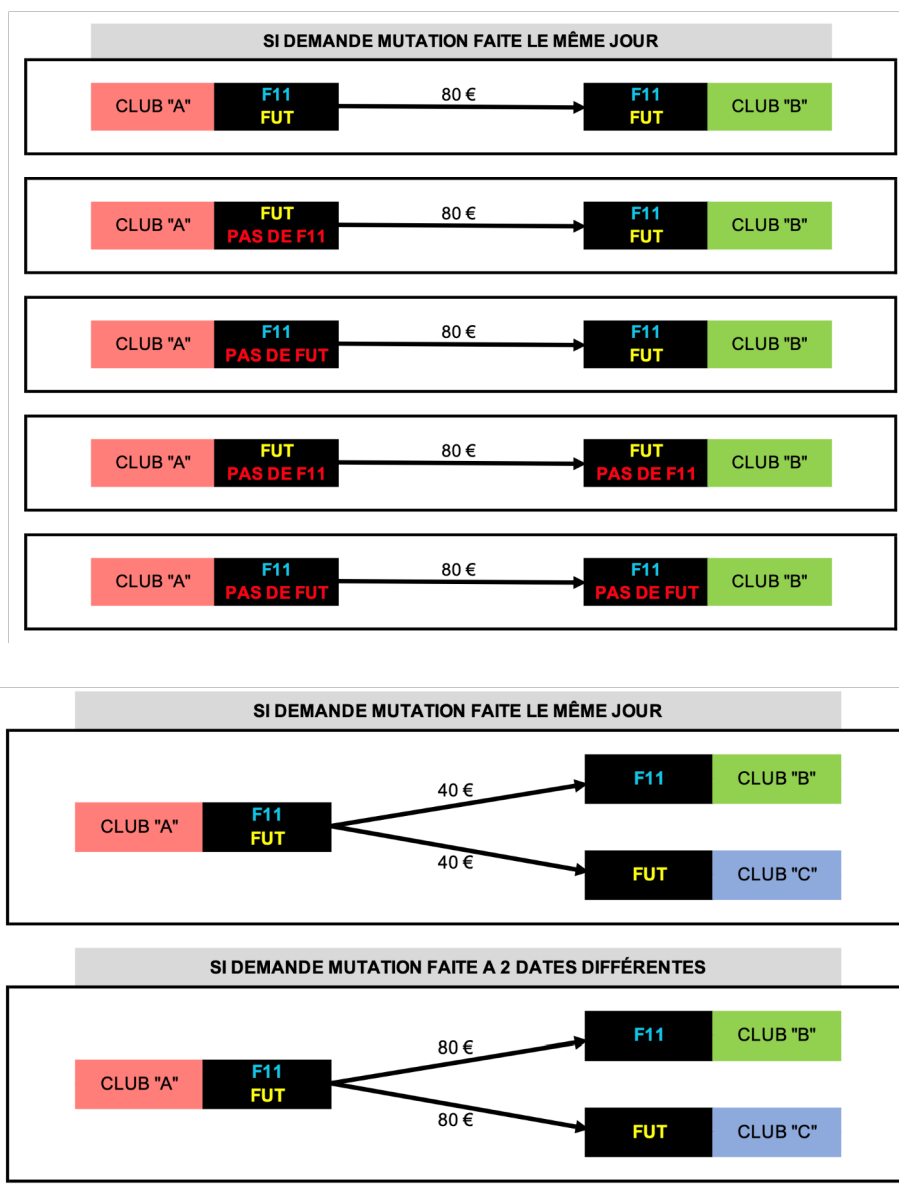 SI DEMANDE MUTATION FAITE LE MÊME JOUR
CLUB "A"
F11
FUT
80 €
F11
FUT
CLUB "B"
CLUB "A"
FUT
PAS DE F11
80 €
F11
FUT
CLUB "B"
CLUB "A"
F11
PAS DE FUT
80 €
F11
FUT
CLUB "B"
CLUB "A"
FUT
PAS DE F11
80 €
FUT
PAS DE F11
CLUB "B"
CLUB "A"
F11
PAS DE FUT
80 €
F11
PAS DE FUT
CLUB "B"
SI DEMANDE MUTATION FAITE LE MÊME JOUR
CLUB "A"
F11
FUT
40 €
F11
CLUB "B"
40 €
FUT
CLUB "C"
SI DEMANDE MUTATION FAITE A 2 DATES DIFFÉRENTES
CLUB "A"
F11
FUT
80 €
F11
CLUB "B"
80 €
FUT
CLUB "C"